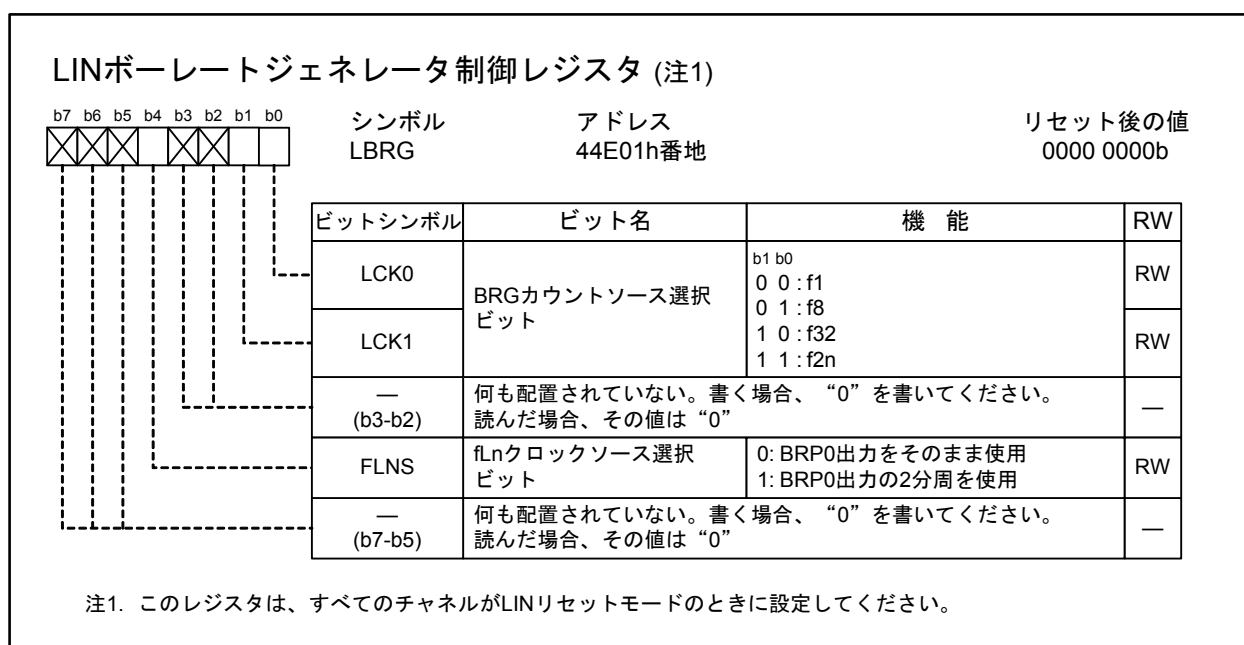 LINボーレートジェネレータ制御レジスタ (注1)
b7 b6 b5 b4 b3 b2 b1 b0
シンボル アドレス リセット後の値
LBRG 44E01h番地 0000 0000b
ビットシンボル ビット名 機 能 RW
LCK0 RW
LCK1 RW
BRGカウントソース選択
ビット
b1 b0
0 0 : f1
0 1 : f8
1 0 : f32
1 1 : f2n
—
(b3-b2)
何も配置されていない。書く場合、“0”を書いてください。
読んだ場合、その値は“0”
—
FLNS
fLnクロックソース選択
ビット
0: BRP0出力をそのまま使用
1: BRP0出力の2分周を使用
RW
—
(b7-b5)
何も配置されていない。書く場合、“0”を書いてください。
読んだ場合、その値は“0”
—
注1. このレジスタは、すべてのチャネルがLINリセットモードのときに設定してください。